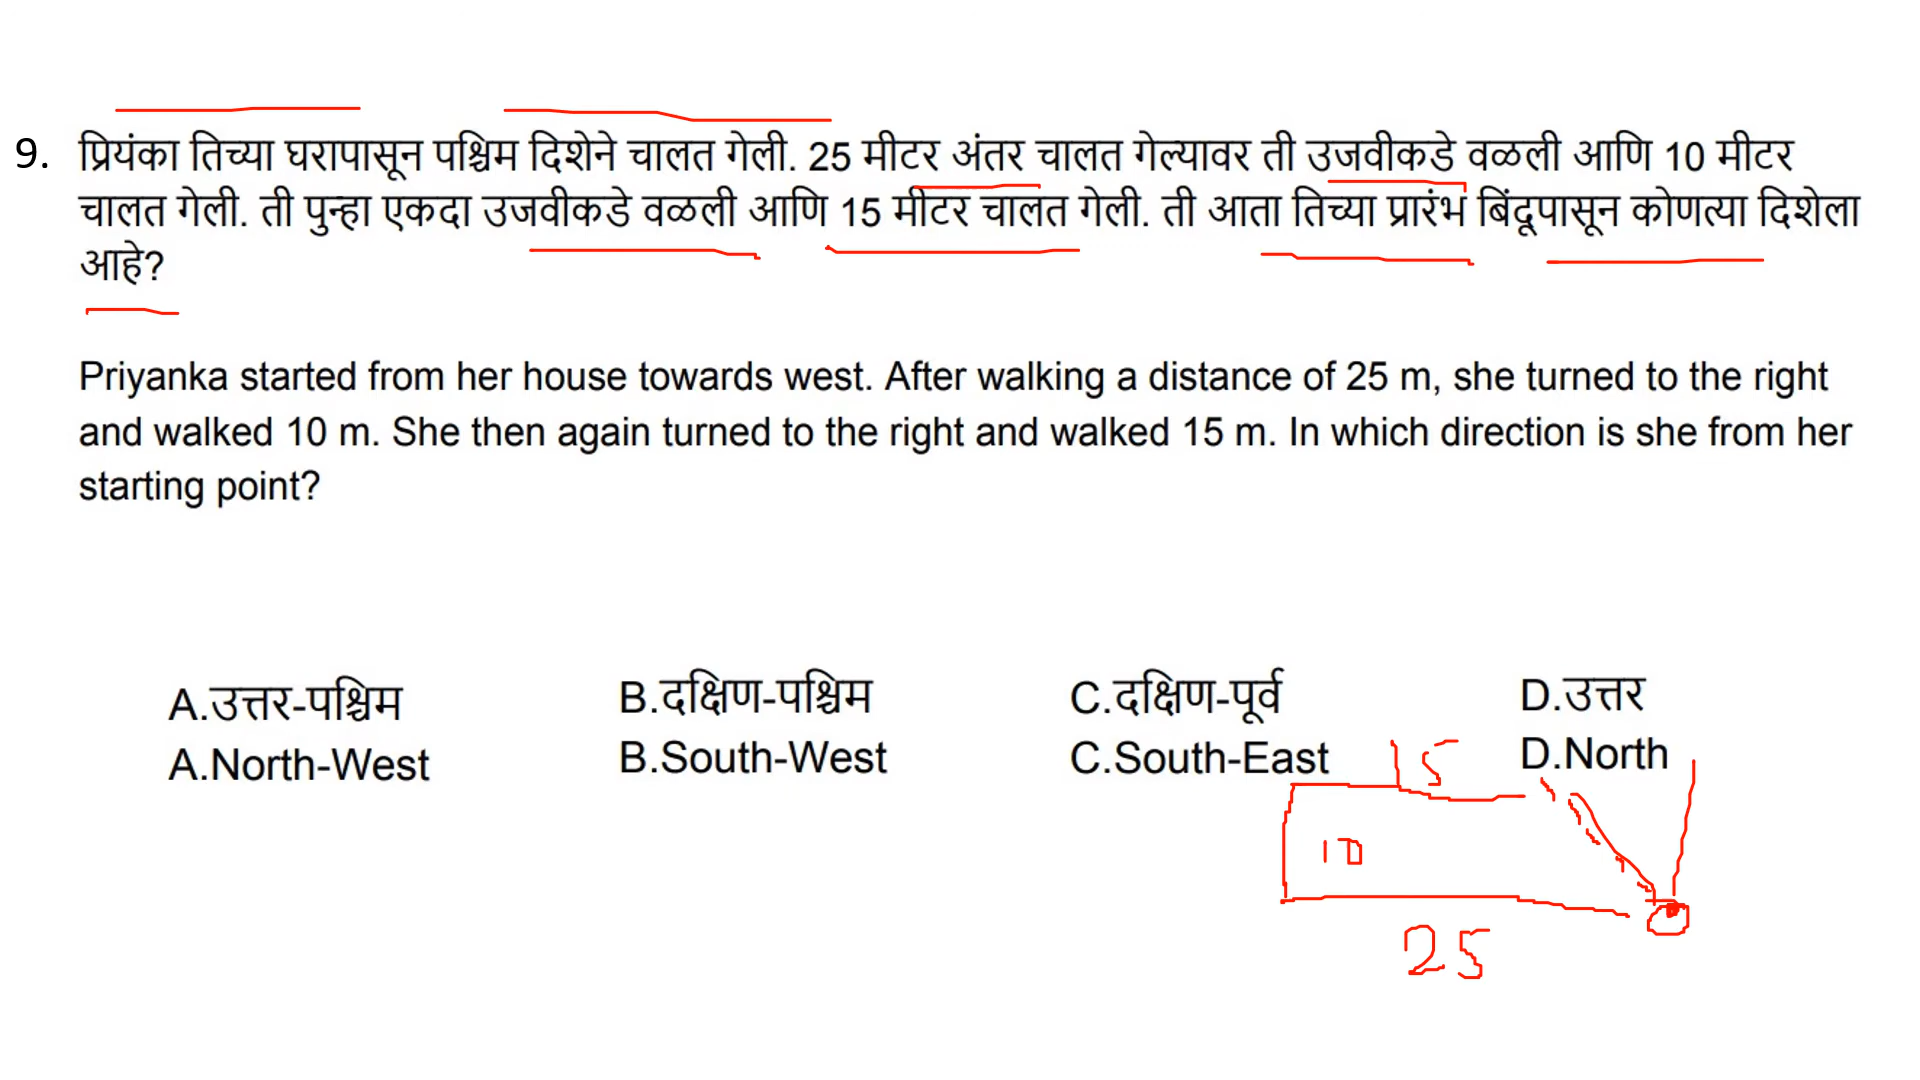 9. प्रियंका तिच्या घरापासून पश्चिम दिशेने चालत गेली. 25 मीटर अंतर चालत गेल्यावर ती उजवीकडे वळली आणि 10 मीटर
चालत गेली. ती पुन्हा एकदा उजवीकडे वळली आणि 15 मीटर चालत गेली. ती आता तिच्या प्रारंभ बिंदूपासून कोणत्या दिशेला
आहे?
Priyanka started from her house towards west. After walking a distance of 25 m, she turned to the right
and walked 10 m. She then again turned to the right and walked 15 m. In which direction is she from her
starting point?
A.उत्तर-पश्चिम B.दक्षिण-पश्चिम C.दक्षिण-पूर्व D.उत्तर
A.North-West B.South-West C.South-East D.North
15
10
25